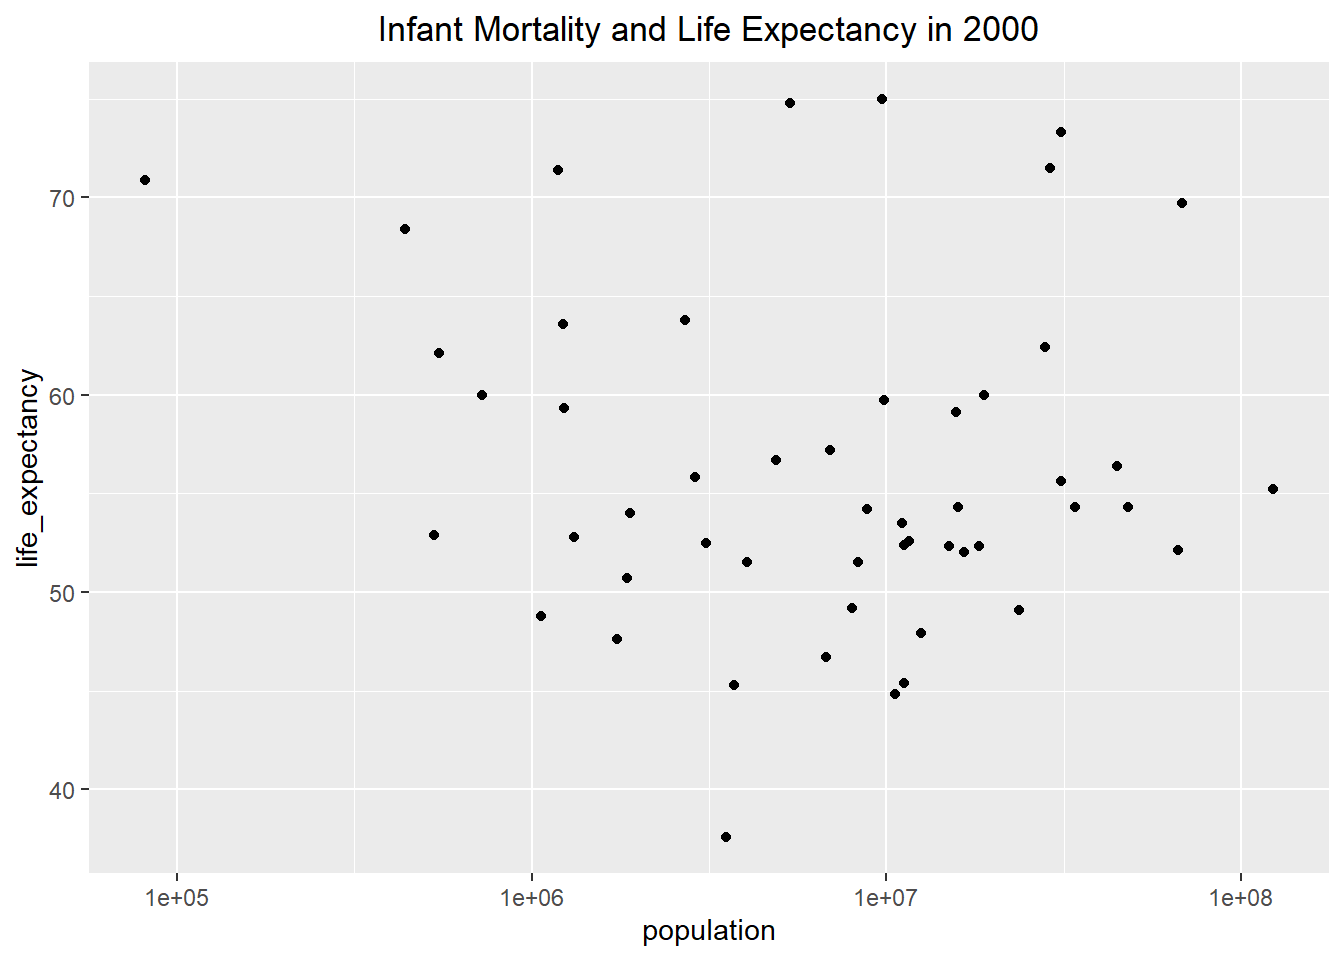 Infant Mortality and Life Expectancy in 2000
life_expectancy
70
60
50
40
1e+05
1e+06
1e+07
1e+08
population